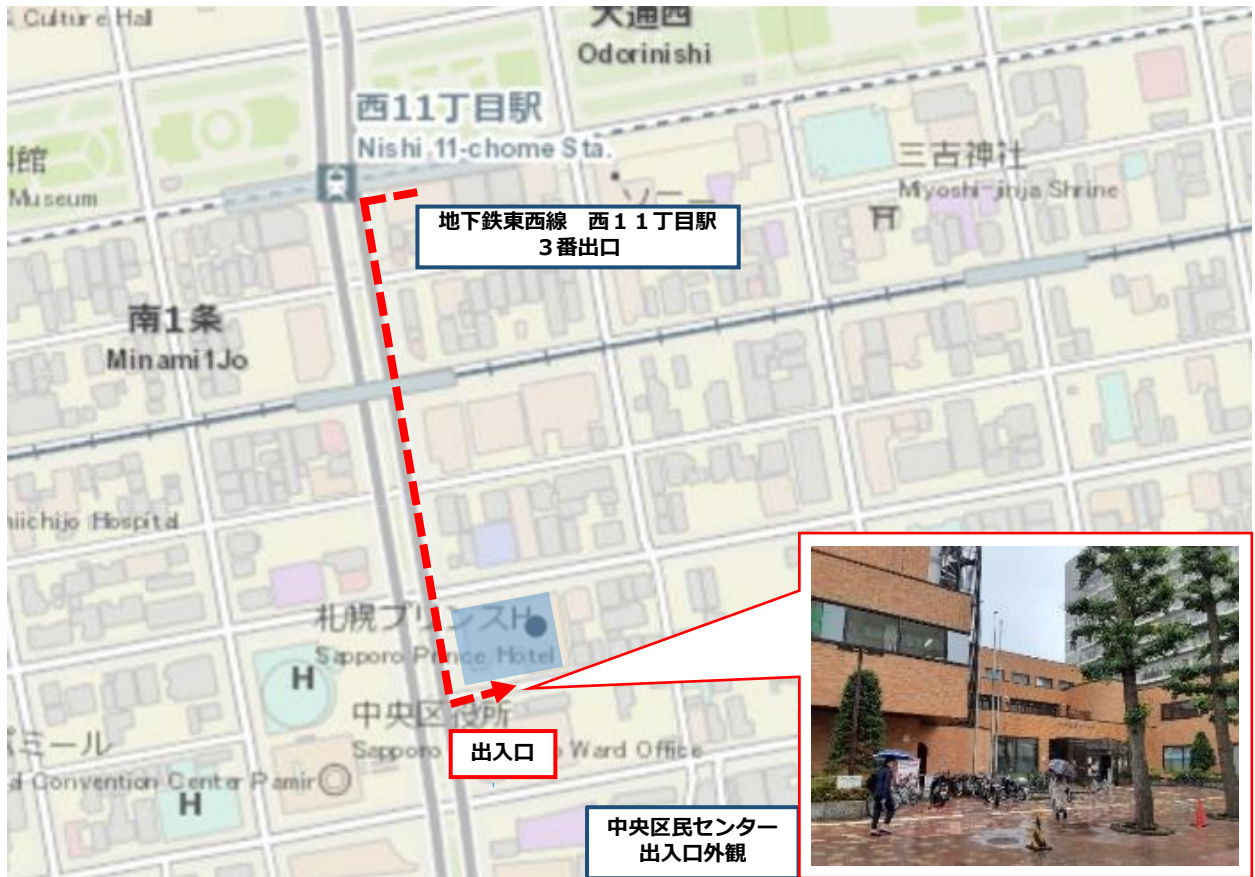 Culture Hall
大通西
Odorinishi
西11丁目駅
Nishi 11-chome Sta.
館
Museum
三吉神社
Miyoshi-jinja Shrine
地下鉄東西線 西11丁目駅
3番出口
南1条
Minami1Jo
iichijo Hospital
札幌プリンスH
Sapporo Prince Hotel
H
中央区役所
Sapporo
Ward Office
パミール
Convention Center Pamir
H
出入口
中央区民センター
出入口外観